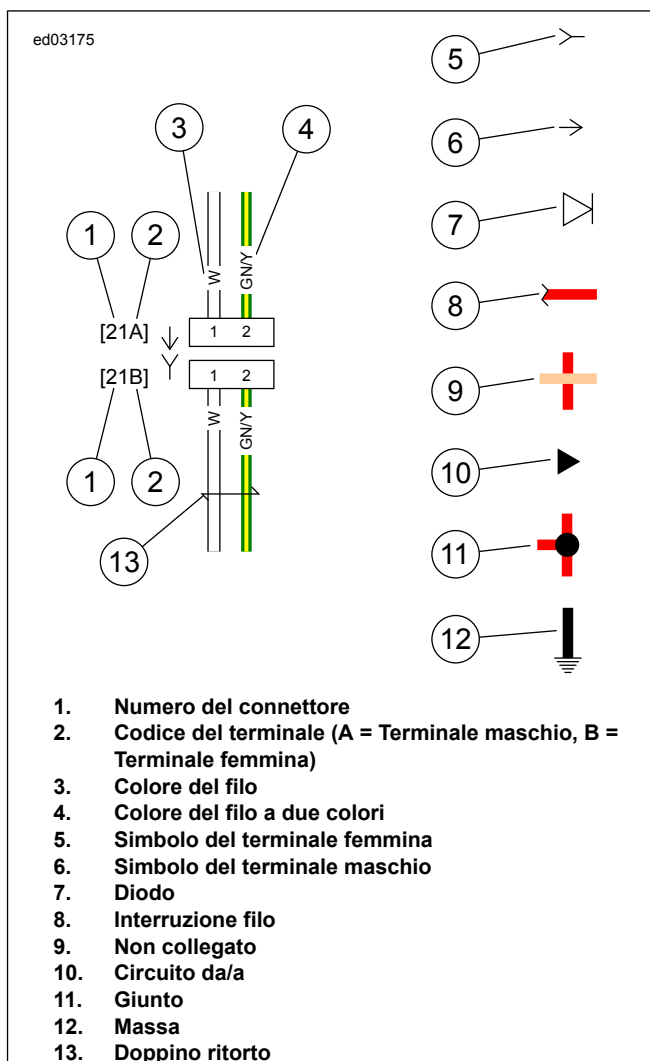 ed03175
5
3
4
6
1
2
7
W
GN/Y
[21A]
1 2
8
[21B]
1 2
W
GN/Y
9
1
2
10
13
11
12
1. Numero del connettore
2. Codice del terminale (A = Terminale maschio, B =
Terminale femmina)
3. Colore del filo
4. Colore del filo a due colori
5. Simbolo del terminale femmina
6. Simbolo del terminale maschio
7. Diodo
8. Interruzione filo
9. Non collegato
10. Circuito da/a
11. Giunto
12. Massa
13. Doppino ritorto